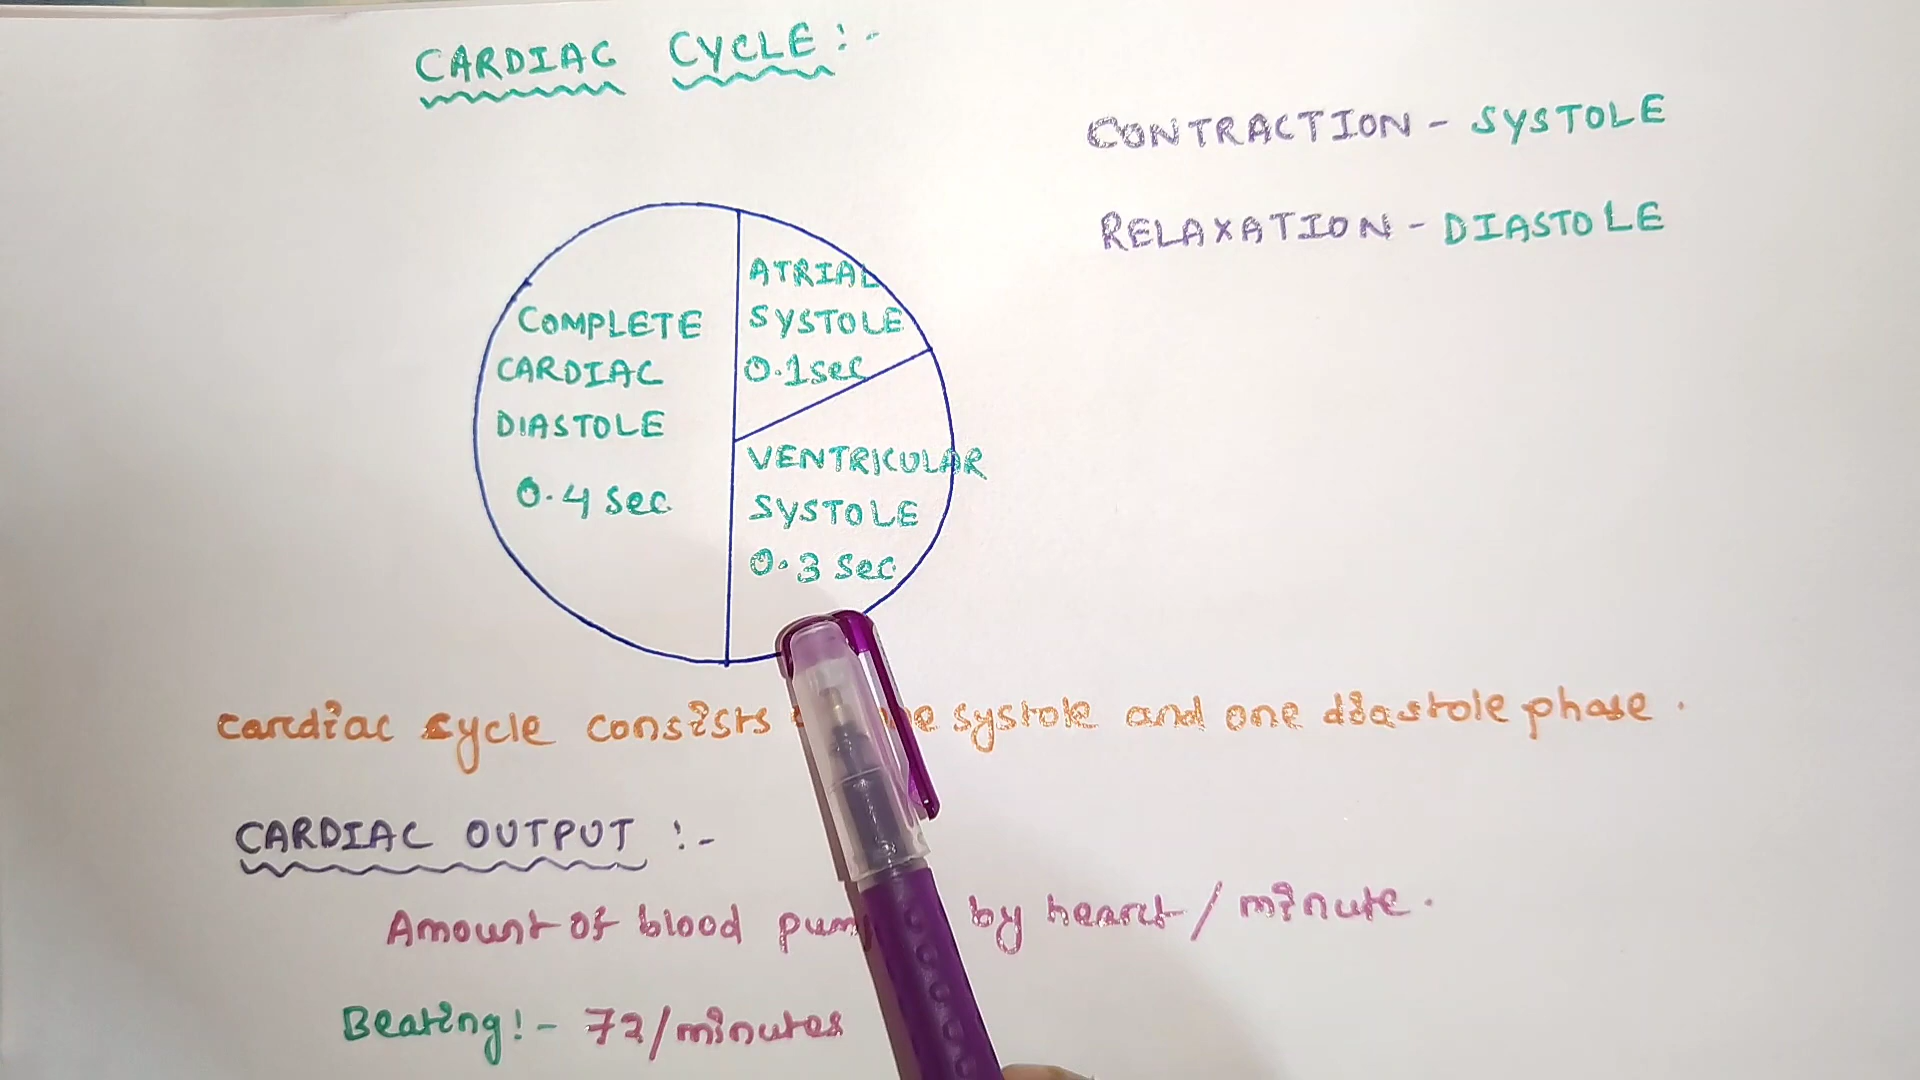 CARDIAC CYCLE :-
CONTRACTION - SYSTOLE
RELAXATION - DIASTOLE
COMPLETE
CARDIAC
DIASTOLE
0.4 sec
ATRIAL
SYSTOLE
0.1 sec
VENTRICULAR
SYSTOLE
0.3 sec
cardiac cycle consists systole and one diastole phase .
CARDIAC OUTPUT :-
Amount of blood by heart / minute .
Beating :- 72/minutes